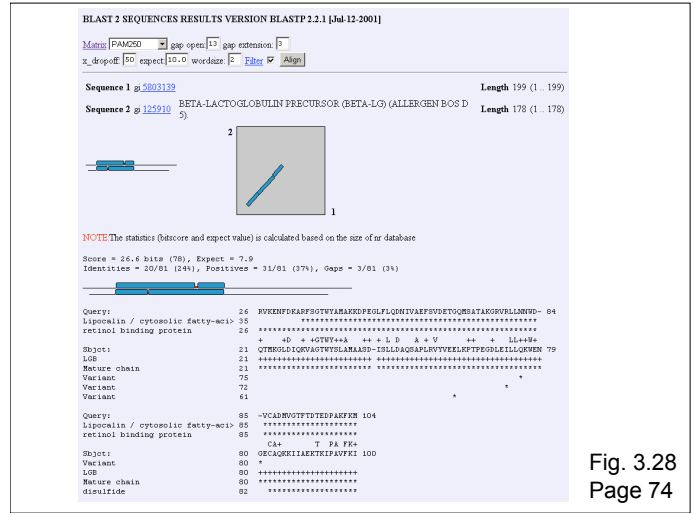 BLAST 2 SEQUENCES RESULTS VERSION BLASTP 2.2.1 [Jul-12-2001]
Matrix PAM250 gap open: 13 gap extension: 3
x_dropoff: 50 expect: 10.0 wordsize: 2 Filter Align
Sequence 1 gi 5803139 Length 199 (1 .. 199)
Sequence 2 gi 125910 BETA-LACTOGLOBULIN PRECURSOR (BETA-LG) (ALLERGEN BOS D 5). Length 178 (1 .. 178)
2
1
NOTE:The statistics (bitscore and expect value) is calculated based on the size of nr database
Score = 26.6 bits (78), Expect = 7.9
Identities = 20/81 (24%), Positives = 31/81 (37%), Gaps = 3/81 (3%)
Query: 26 RVKENFDKARFSGTWYAMAKKDPEGLFLQDNIVAEFSVDETGQMSATAKGRVRLLNNWD- 84
Lipocalin / cytosolic fatty-aci> 35 ****************************************************
retinol binding protein 26 ***********************************************************
+ +D + +GTWY++A ++ + L D A + V ++ + LL++W+
Sbjct: 21 QTMKGLDIQKVAGTWYSLAMAASD-ISLLDAQSAPLRVYVEELKPTPEGDLEILLQKWEN 79
LGB 21 ++++++++++++++++++++++++ +++++++++++++++++++++++++++++++++++
Mature chain 21 ************************ ***********************************
Variant 75 *
Variant 72 *
Variant 61 *
Query: 85 -VCADMVGTFTDTEDPAKFKM 104
Lipocalin / cytosolic fatty-aci> 85 ********************
retinol binding protein 85 ********************
CA+ T PA FK+
Sbjct: 80 GECAQKKIIAEKTKIPAVFKI 100
Variant 80 *
LGB 80 +++++++++++++++++++++
Mature chain 80 *********************
disulfide 82 *******************
Fig. 3.28
Page 74